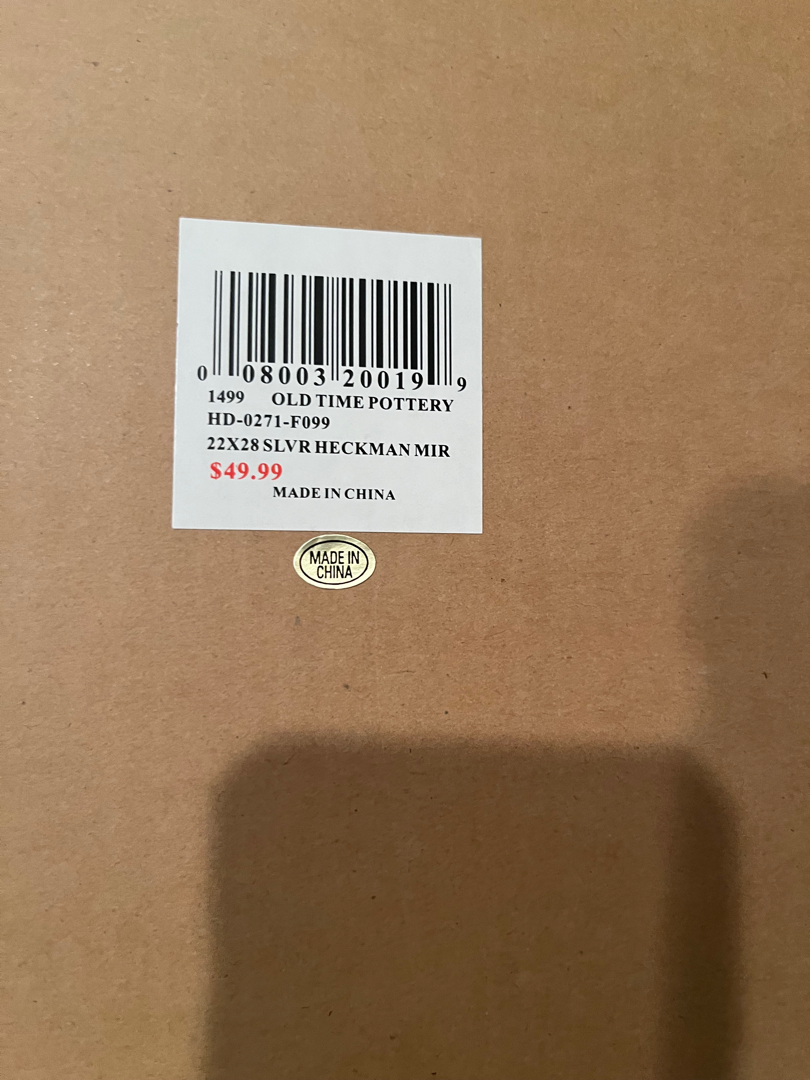 0 08003 20019 9
1499 OLD TIME POTTERY
HD-0271-F099
22X28 SLVR HECKMAN MIR
$49.99
MADE IN CHINA
MADE IN
CHINA